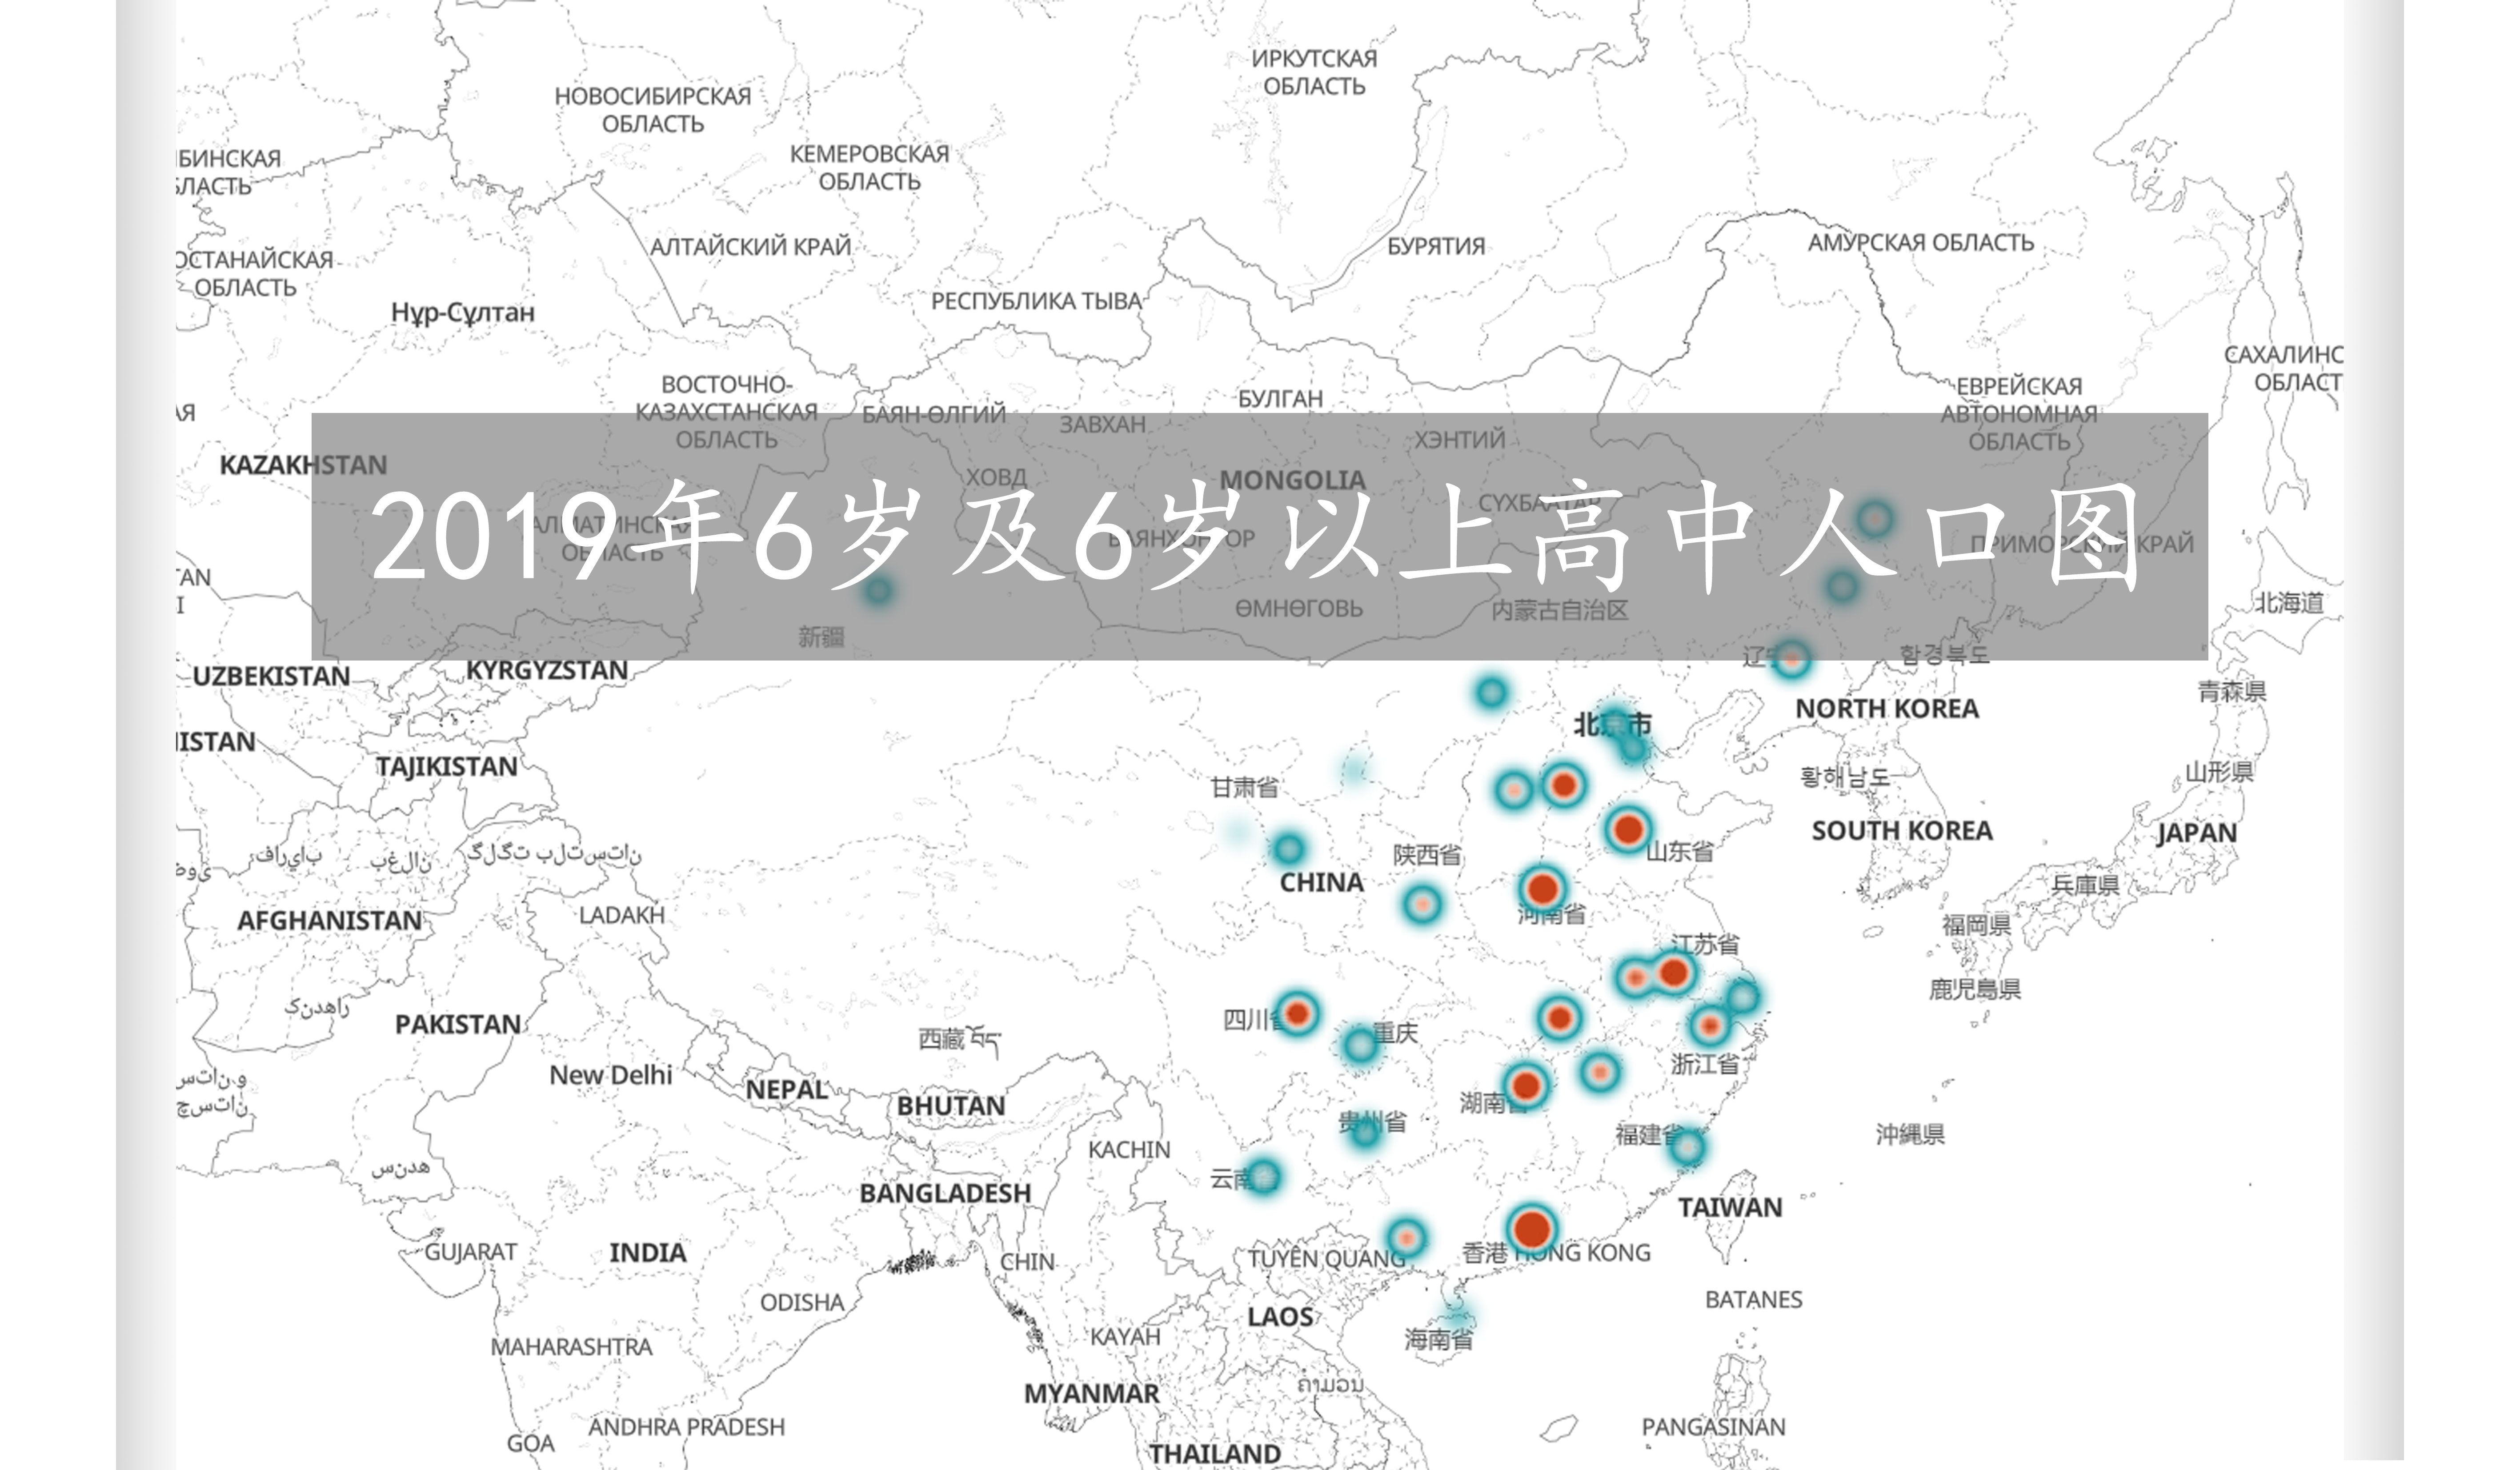 ИРКУТСКАЯ
ОБЛАСТЬ
НОВОСИБИРСКАЯ
ОБЛАСТЬ
КЕМЕРОВСКАЯ
ОБЛАСТЬ
ЛБИНСКАЯ
БЛАСТЬ
АЛТАЙСКИЙ КРАЙ
БУРЯТИЯ
АМУРСКАЯ ОБЛАСТЬ
ОСТАНАЙСКАЯ
ОБЛАСТЬ
Нұр-Сұлтан
РЕСПУБЛИКА ТЫВА
САХАЛИНС
ОБЛАСТ
ВОСТОЧНО-
КАЗАХСТАНСКАЯ
ОБЛАСТЬ
БАЯН-ӨЛГИЙ
ЗАВХАН
БУЛГАН
ХЭНТИЙ
ЕВРЕЙСКАЯ
АВТОНОМНАЯ
ОБЛАСТЬ
АЯ
KAZAKHSTAN
ХОВД
MONGOLIA
СҮХБААТАР
2019年6岁及6岁以上高中人口图
АЛМАТИНСКАЯ
ОБЛАСТЬ
БАЯНХОНГОР
ПРИМОРСКИЙ КРАЙ
ӨМНӨГОВЬ
内蒙古自治区
新疆
北海道
TAN
I
UZBEKISTAN
KYRGYZSTAN
함경북도
青森県
NORTH KOREA
北京市
ISTAN
TAJIKISTAN
甘肃省
황해남도
山形県
SOUTH KOREA
JAPAN
陕西省
山东省
CHINA
兵庫県
河南省
LADAKH
AFGHANISTAN
福岡県
江苏省
鹿児島県
PAKISTAN
四川省
重庆
西藏
浙江省
New Delhi
NEPAL
BHUTAN
湖南省
贵州省
福建省
沖縄県
KACHIN
云南省
BANGLADESH
TAIWAN
GUJARAT
INDIA
CHIN
TUYÊN QUANG
香港 HONG KONG
ODISHA
BATANES
LAOS
MAHARASHTRA
KAYAH
海南省
MYANMAR
GOA
ANDHRA PRADESH
PANGASINAN
THAILAND